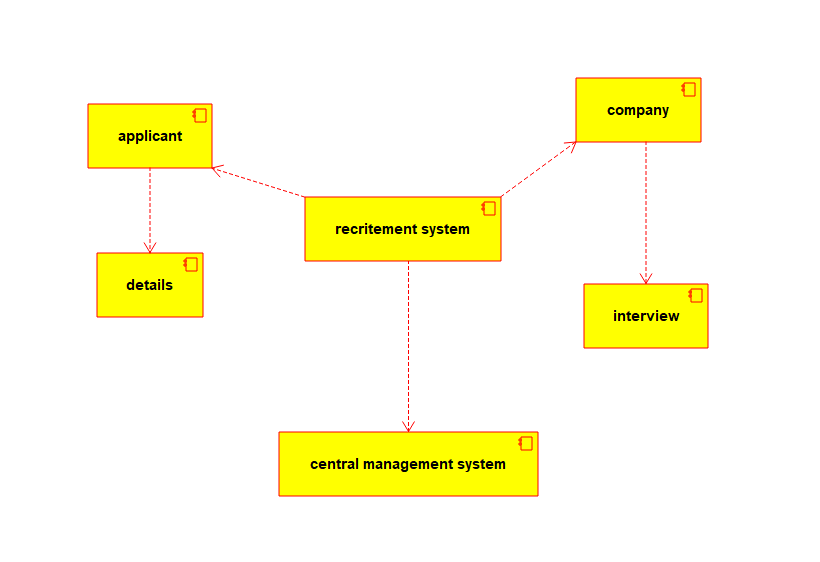 company
applicant
recritement system
details
interview
central management system